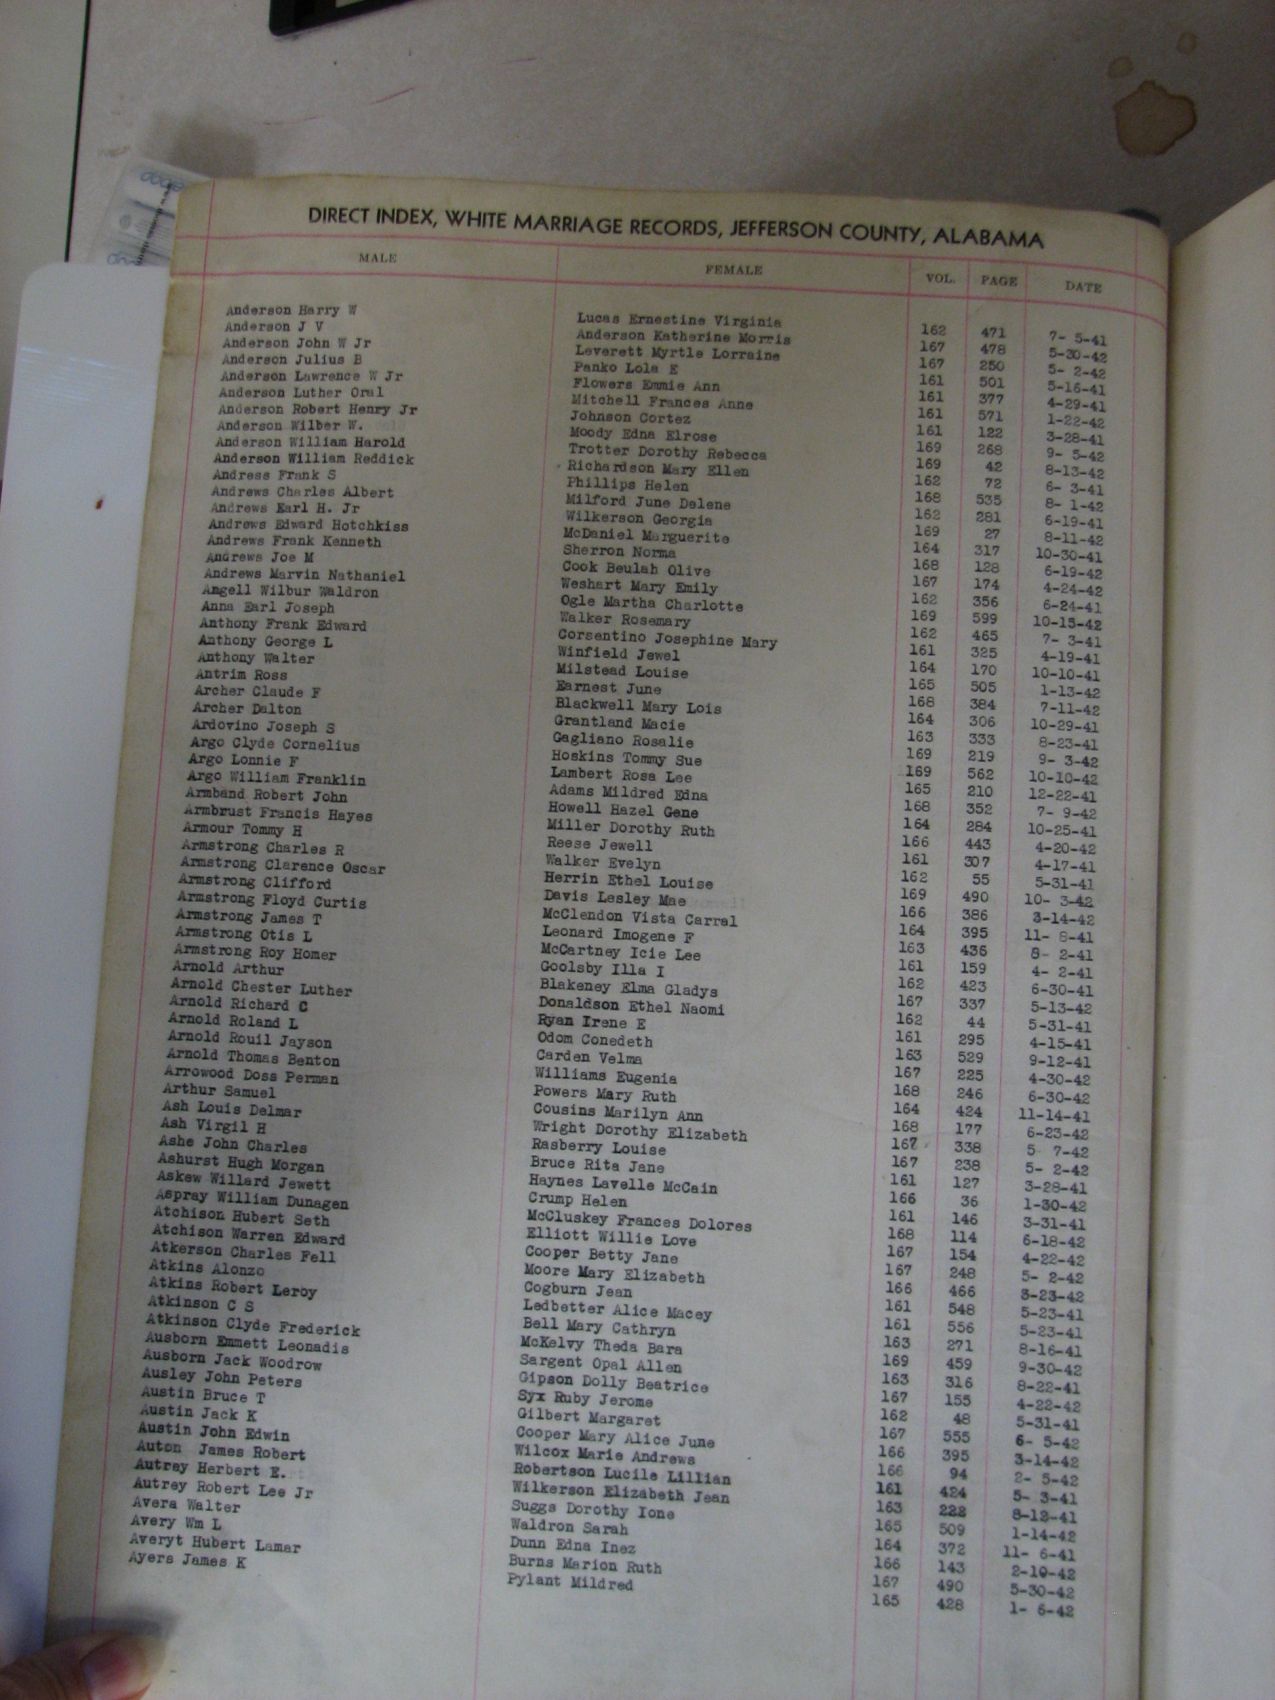 DIRECT INDEX, WHITE MARRIAGE RECORDS, JEFFERSON COUNTY, ALABAMA
MALE FEMALE VOL. PAGE DATE
Anderson Harry W Lucas Ernestine Virginia 162 471 7- 5-41
Anderson J V Anderson Katherine Morris 167 478 5-30-42
Anderson John W Jr Leverett Myrtle Lorraine 167 250 5- 2-42
Anderson Julius B Panko Lola E 161 501 5-16-41
Anderson Lawrence W Jr Flowers Emmie Ann 161 377 4-29-41
Anderson Luther Oral Mitchell Frances Anne 161 571 1-22-42
Anderson Robert Henry Jr Johnson Cortez 161 122 3-28-41
Anderson Wilber W. Moody Edna Elrose 169 268 9- 5-42
Anderson William Harold Trotter Dorothy Rebecca 169 42 8-13-42
Anderson William Reddick Richardson Mary Ellen 162 72 6- 3-41
Andress Frank S Phillips Helen 168 535 8- 1-42
Andrews Charles Albert Milford June Delene 162 281 6-19-41
Andrews Earl H. Jr Wilkerson Georgia 169 27 8-11-42
Andrews Edward Hotchkiss McDaniel Marguerite 164 317 10-30-41
Andrews Frank Kenneth Sherron Norma 168 128 6-19-42
Andrews Joe M Cook Beulah Olive 167 174 4-24-42
Andrews Marvin Nathaniel Weshart Mary Emily 162 356 6-24-41
Angell Wilbur Waldron Ogle Martha Charlotte 169 599 10-15-42
Anna Earl Joseph Walker Rosemary 162 465 7- 3-41
Anthony Frank Edward Corsentino Josephine Mary 161 325 4-19-41
Anthony George L Winfield Jewel 164 170 10-10-41
Anthony Walter Milstead Louise 165 505 1-13-42
Antrim Ross Earnest June 168 384 7-11-42
Archer Claude F Blackwell Mary Lois 164 306 10-29-41
Archer Dalton Grantland Macie 163 333 8-23-41
Ardovino Joseph S Gagliano Rosalie 169 219 9- 3-42
Argo Clyde Cornelius Hoskins Tommy Sue 169 562 10-10-42
Argo Lonnie F Lambert Rosa Lee 165 210 12-22-41
Argo William Franklin Adams Mildred Edna 168 352 7- 9-42
Armband Robert John Howell Hazel Gene 164 284 10-25-41
Armbrust Francis Hayes Miller Dorothy Ruth 166 443 4-20-42
Armour Tommy H Reese Jewell 161 307 4-17-41
Armstrong Charles R Walker Evelyn 162 55 5-31-41
Armstrong Clarence Oscar Herrin Ethel Louise 169 490 10- 3-42
Armstrong Clifford Davis Lesley Mae 166 386 3-14-42
Armstrong Floyd Curtis McClendon Vista Carral 164 395 11- 8-41
Armstrong James T Leonard Imogene F 163 436 8- 2-41
Armstrong Otis L McCartney Icie Lee 161 159 4- 2-41
Armstrong Roy Homer Goolsby Illa I 162 423 6-30-41
Arnold Arthur Blakeney Elma Gladys 167 337 5-13-42
Arnold Chester Luther Donaldson Ethel Naomi 162 44 5-31-41
Arnold Richard C Ryan Irene E 161 295 4-15-41
Arnold Roland L Odom Conedeth 163 529 9-12-41
Arnold Rouil Jayson Carden Velma 167 225 4-30-42
Arnold Thomas Benton Williams Eugenia 168 246 6-30-42
Arrowood Doss Perman Powers Mary Ruth 164 424 11-14-41
Arthur Samuel Cousins Marilyn Ann 168 177 6-23-42
Ash Louis Delmar Wright Dorothy Elizabeth 167 338 5 7-42
Ash Virgil H Rasberry Louise 167 238 5- 2-42
Ashe John Charles Bruce Rita Jane 161 127 3-28-41
Ashurst Hugh Morgan Haynes Lavelle McCain 166 36 1-30-42
Askew Willard Jewett Crump Helen 161 146 3-31-41
Aspray William Dunagen McCluskey Frances Dolores 168 114 6-18-42
Atchison Hubert Seth Elliott Willie Love 167 154 4-22-42
Atchison Warren Edward Cooper Betty Jane 167 248 5- 2-42
Atkerson Charles Fell Moore Mary Elizabeth 166 466 3-23-42
Atkins Alonzo Cogburn Jean 161 548 5-23-41
Atkins Robert Leroy Ledbetter Alice Macey 161 556 5-23-41
Atkinson C S Bell Mary Cathryn 163 271 8-16-41
Atkinson Clyde Frederick McKelvy Theda Bara 169 459 9-30-42
Ausborn Emmett Leonadis Sargent Opal Allen 163 316 8-22-41
Ausborn Jack Woodrow Gipson Dolly Beatrice 167 155 4-22-42
Ausley John Peters Syx Ruby Jerome 162 48 5-31-41
Austin Bruce T Gilbert Margaret 167 555 6- 5-42
Austin Jack K Cooper Mary Alice June 166 395 3-14-42
Austin John Edwin Wilcox Marie Andrews 166 94 2- 5-42
Auton James Robert Robertson Lucile Lillian 161 424 5- 3-41
Autray Herbert E. Wilkerson Elizabeth Jean 163 222 8-12-41
Autrey Robert Lee Jr Suggs Dorothy Ione 165 509 1-14-42
Avera Walter Waldron Sarah 164 372 11- 6-41
Avery Wm L Dunn Edna Inez 166 143 2-10-42
Averyt Hubert Lamar Burns Marion Ruth 167 490 5-30-42
Ayers James K Pylant Mildred 165 428 1- 6-42